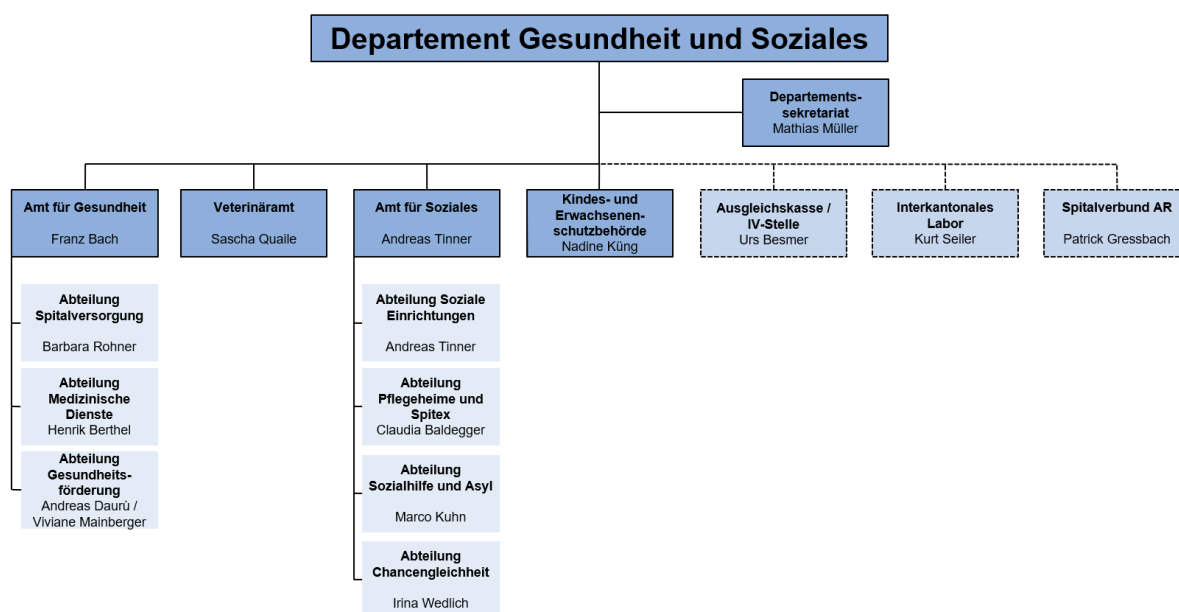 Departement Gesundheit und Soziales
Departements-
sekretariat
Mathias Müller
Amt für Gesundheit
Franz Bach
Veterinäramt
Sascha Quaile
Amt für Soziales
Andreas Tinner
Kindes- und
Erwachsenen-
schutzbehörde
Nadine Küng
Ausgleichskasse /
IV-Stelle
Urs Besmer
Interkantonales
Labor
Kurt Seiler
Spitalverbund AR
Patrick Gressbach
Abteilung
Spitalversorgung
Barbara Rohner
Abteilung
Medizinische
Dienste
Henrik Berthel
Abteilung
Gesundheits-
förderung
Andreas Daurù /
Viviane Mainberger
Abteilung Soziale
Einrichtungen
Andreas Tinner
Abteilung
Pflegeheime und
Spitex
Claudia Baldegger
Abteilung
Sozialhilfe und Asyl
Marco Kuhn
Abteilung
Chancengleichheit
Irina Wedlich